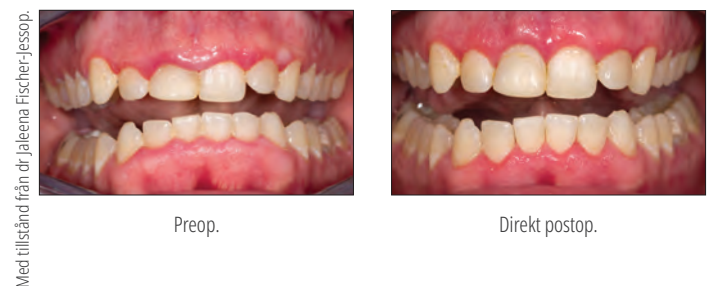 Med tillstånd från dr Jaleena Fischer-Jessop.
Preop.
Direkt postop.